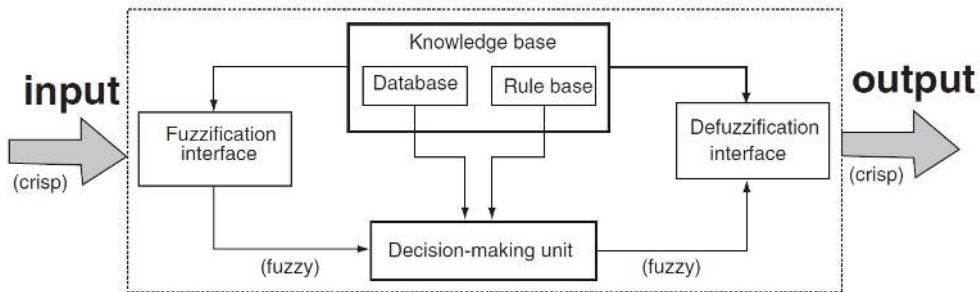 Knowledge base
input
Database
Rule base
output
Fuzzification
interface
Defuzzification
interface
(crisp)
(crisp)
Decision-making unit
(fuzzy)
(fuzzy)